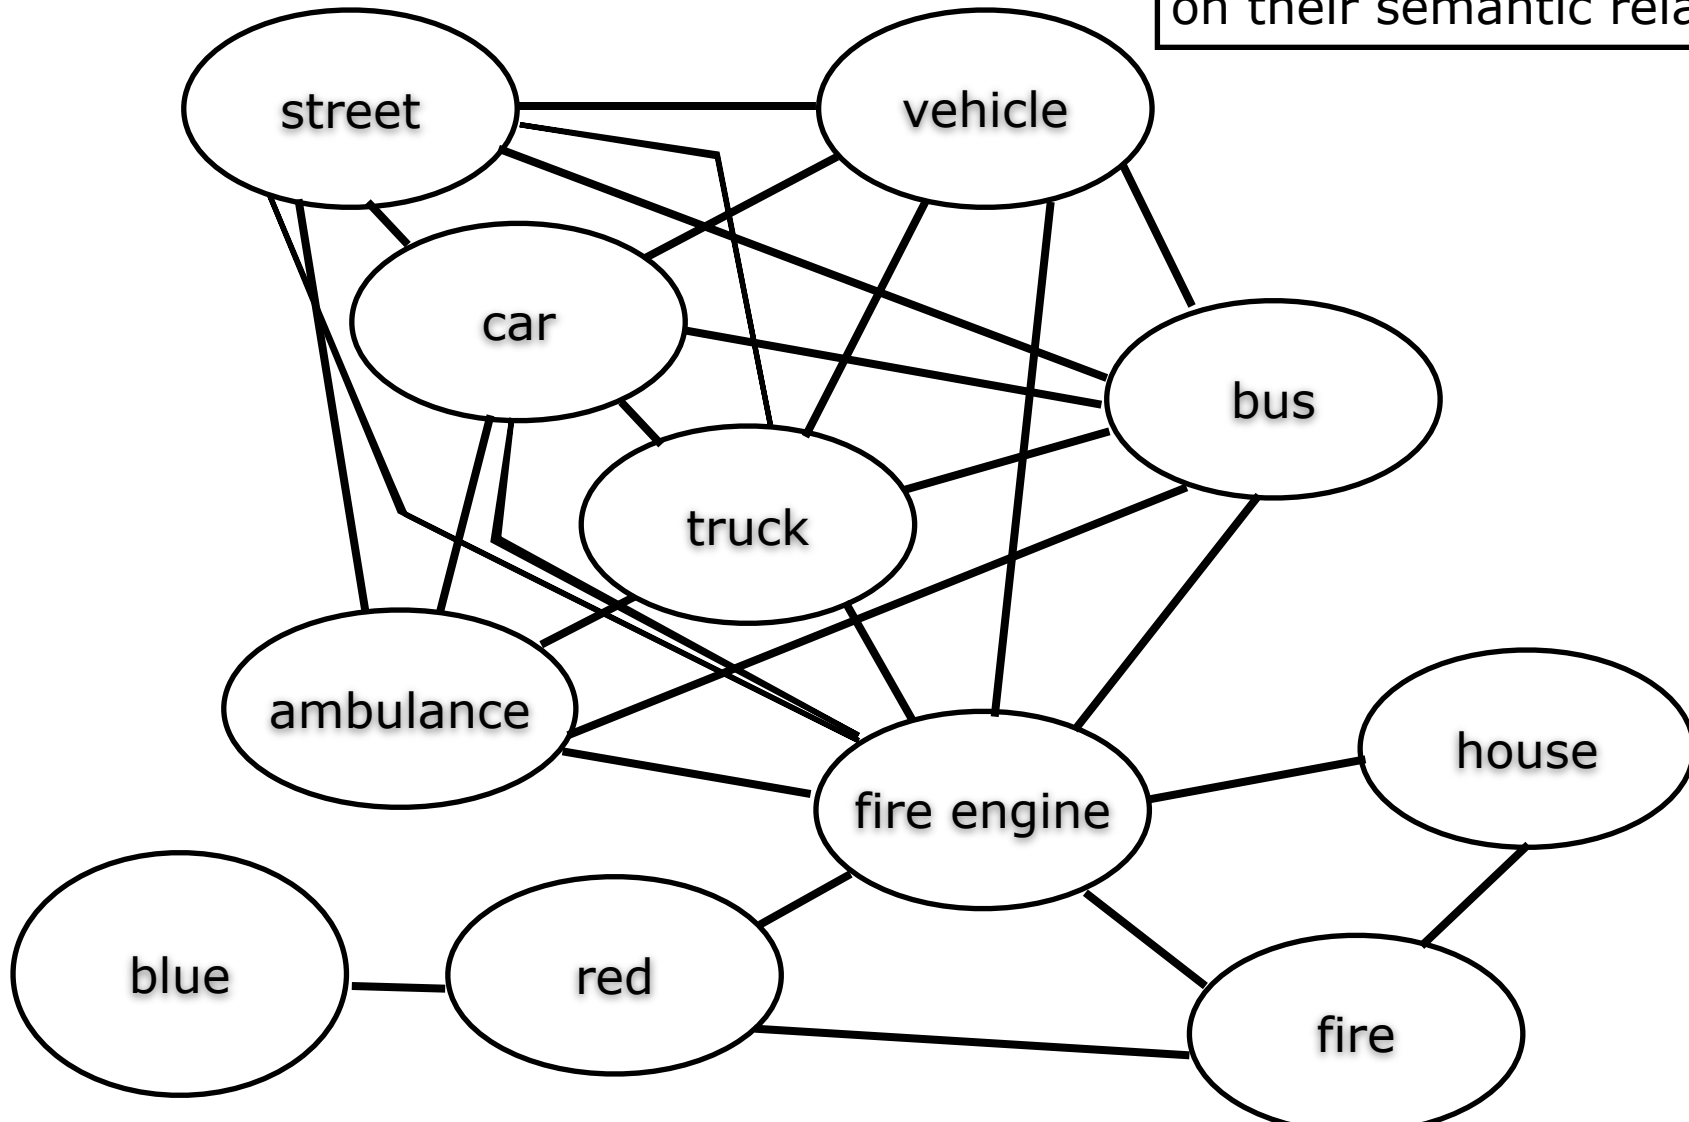 on their semantic rela
street
vehicle
car
bus
truck
ambulance
house
fire engine
blue
red
fire